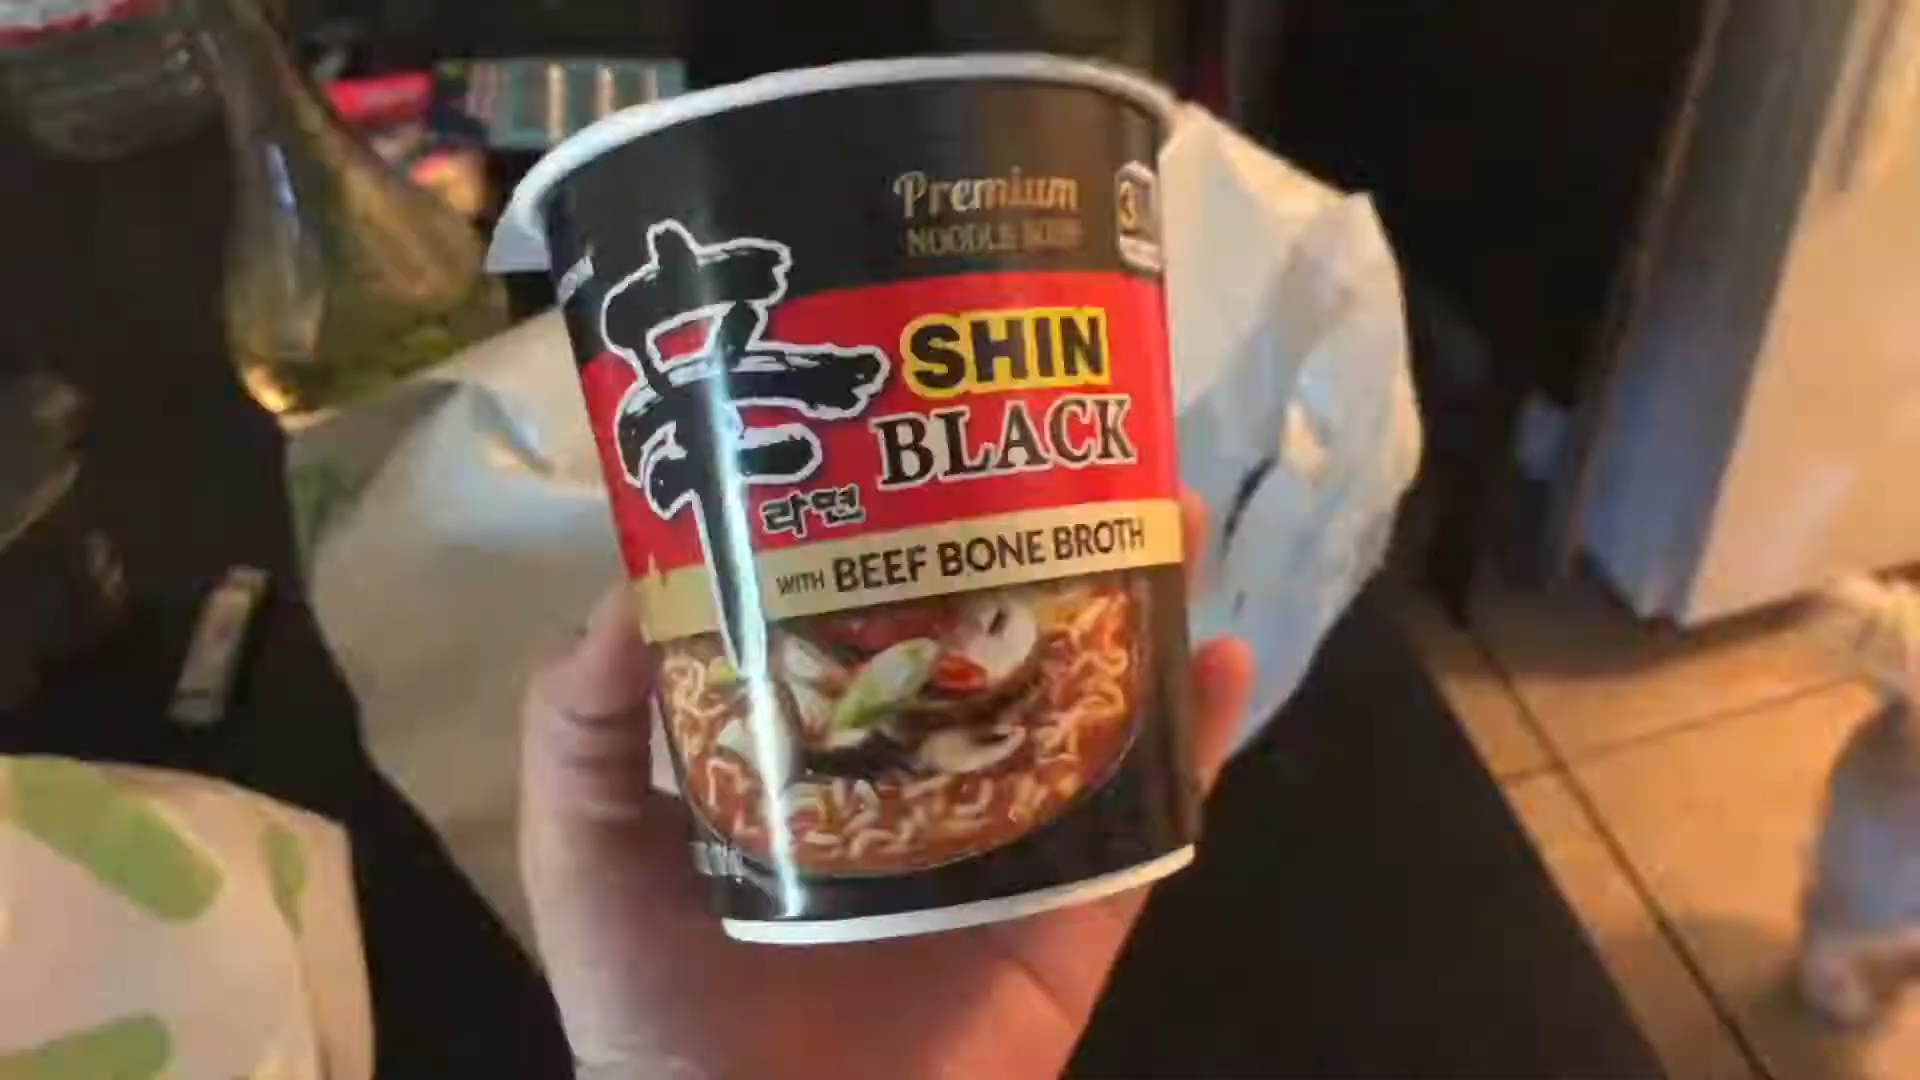 Premium
NOODLE SOUP
辛
SHIN
BLACK
라면
WITH BEEF BONE BROTH